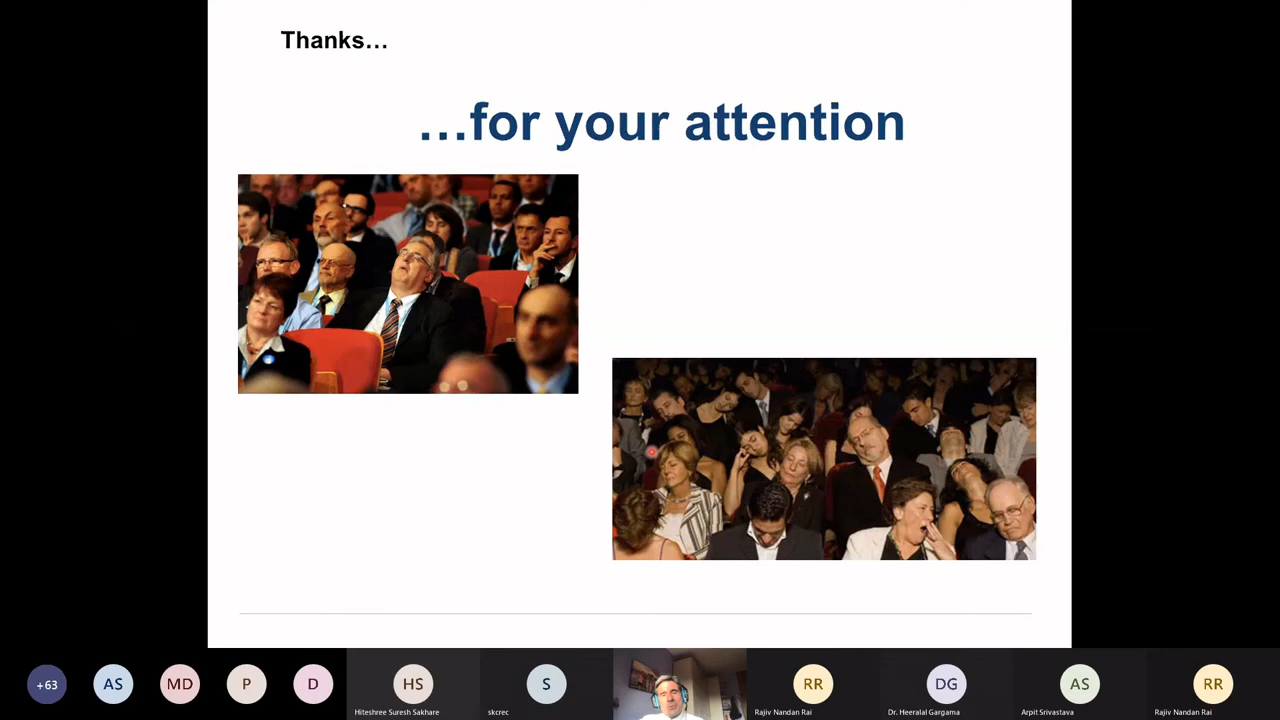 Thanks...
...for your attention
+63
AS
MD
P
D
HS
Hiteshree Suresh Sakhare
S
skcrec
RR
Rajiv Nandan Rai
DG
Dr. Heeralal Gargama
AS
Arpit Srivastava
RR
Rajiv Nandan Rai